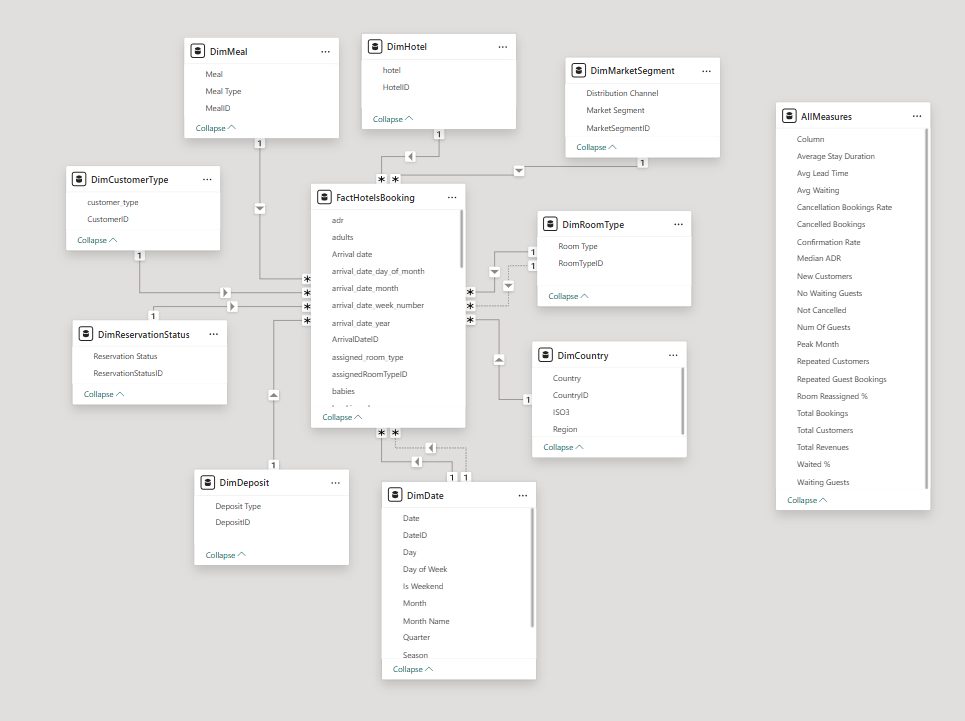 DimMeal
Meal
Meal Type
MealID
Collapse
DimHotel
hotel
HotelID
Collapse
DimMarketSegment
Distribution Channel
Market Segment
MarketSegmentID
Collapse
AllMeasures
Column
Average Stay Duration
Avg Lead Time
Avg Waiting
Cancellation Bookings Rate
Cancelled Bookings
Confirmation Rate
Median ADR
New Customers
No Waiting Guests
Not Cancelled
Num Of Guests
Peak Month
Repeated Customers
Repeated Guest Bookings
Room Reassigned %
Total Bookings
Total Customers
Total Revenues
Waited %
Waiting Guests
Collapse
DimCustomerType
customer_type
CustomerID
Collapse
FactHotelsBooking
adr
adults
Arrival date
arrival_date_day_of_month
arrival_date_month
arrival_date_week_number
arrival_date_year
ArrivalDateID
assigned_room_type
assignedRoomTypeID
babies
Collapse
DimRoomType
Room Type
RoomTypeID
Collapse
DimReservationStatus
Reservation Status
ReservationStatusID
Collapse
DimCountry
Country
CountryID
ISO3
Region
Collapse
DimDeposit
Deposit Type
DepositID
Collapse
DimDate
Date
DateID
Day
Day of Week
Is Weekend
Month
Month Name
Quarter
Season
Collapse
1
1
1
1
1
1
1
1
1
1
1
*
*
*
*
*
*
*
*
*
*
*